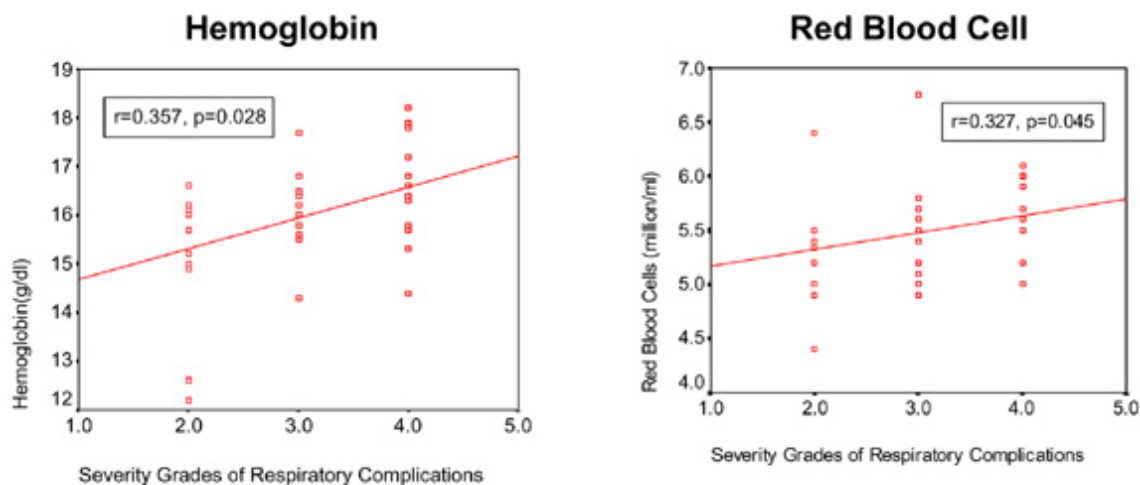 Hemoglobin
Hemoglobin(g/dl)
19
18
17
16
15
14
13
12
r=0.357, p=0.028
1.0 2.0 3.0 4.0 5.0
Severity Grades of Respiratory Complications
Red Blood Cell
Red Blood Cells (million/ml)
7.0
6.5
6.0
5.5
5.0
4.5
4.0
r=0.327, p=0.045
1.0 2.0 3.0 4.0 5.0
Severity Grades of Respiratory Complications